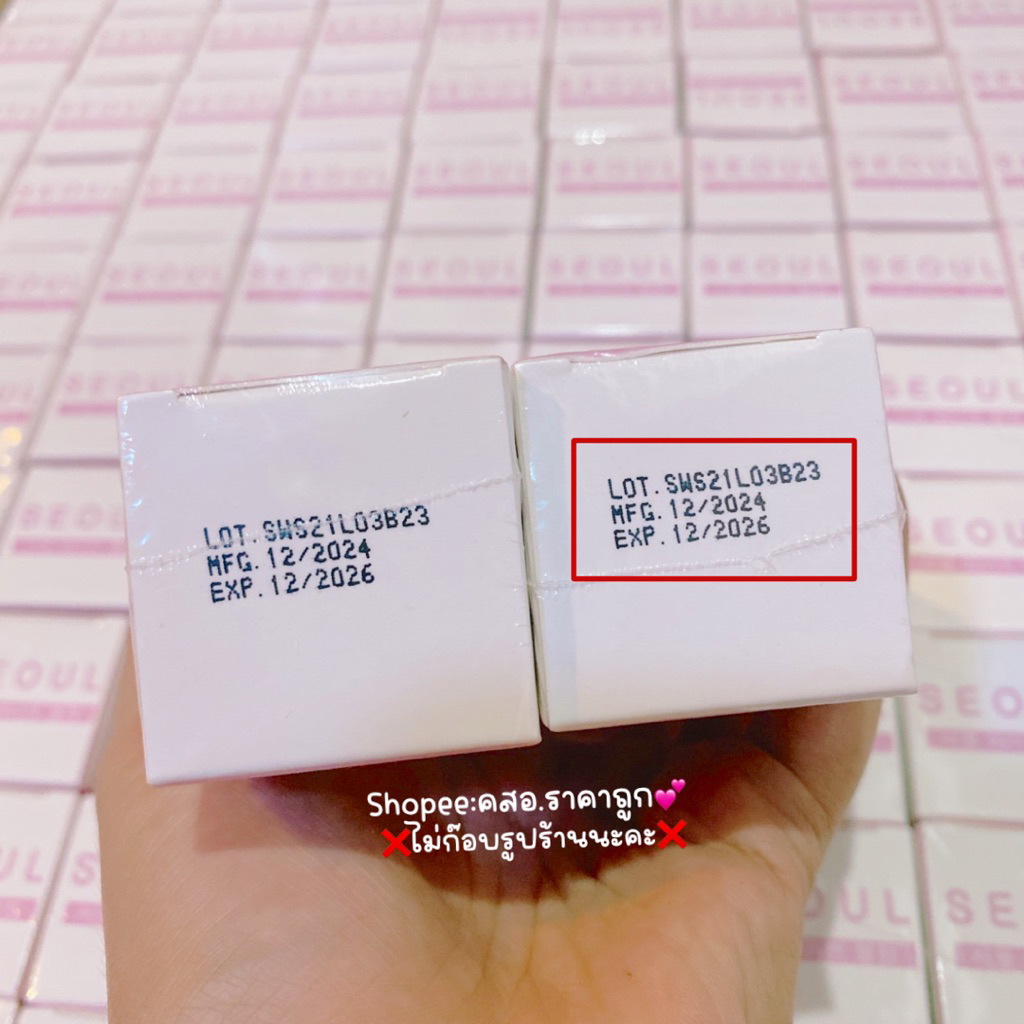 SEOUL
LOT.SWS21L03B23
MFG.12/2024
EXP.12/2026
LOT.SWS21L03B23
MFG.12/2024
EXP.12/2026
Shopee:คสอ.ราคาถูก💕
❌ไม่ก๊อบรูปร้านนะคะ❌